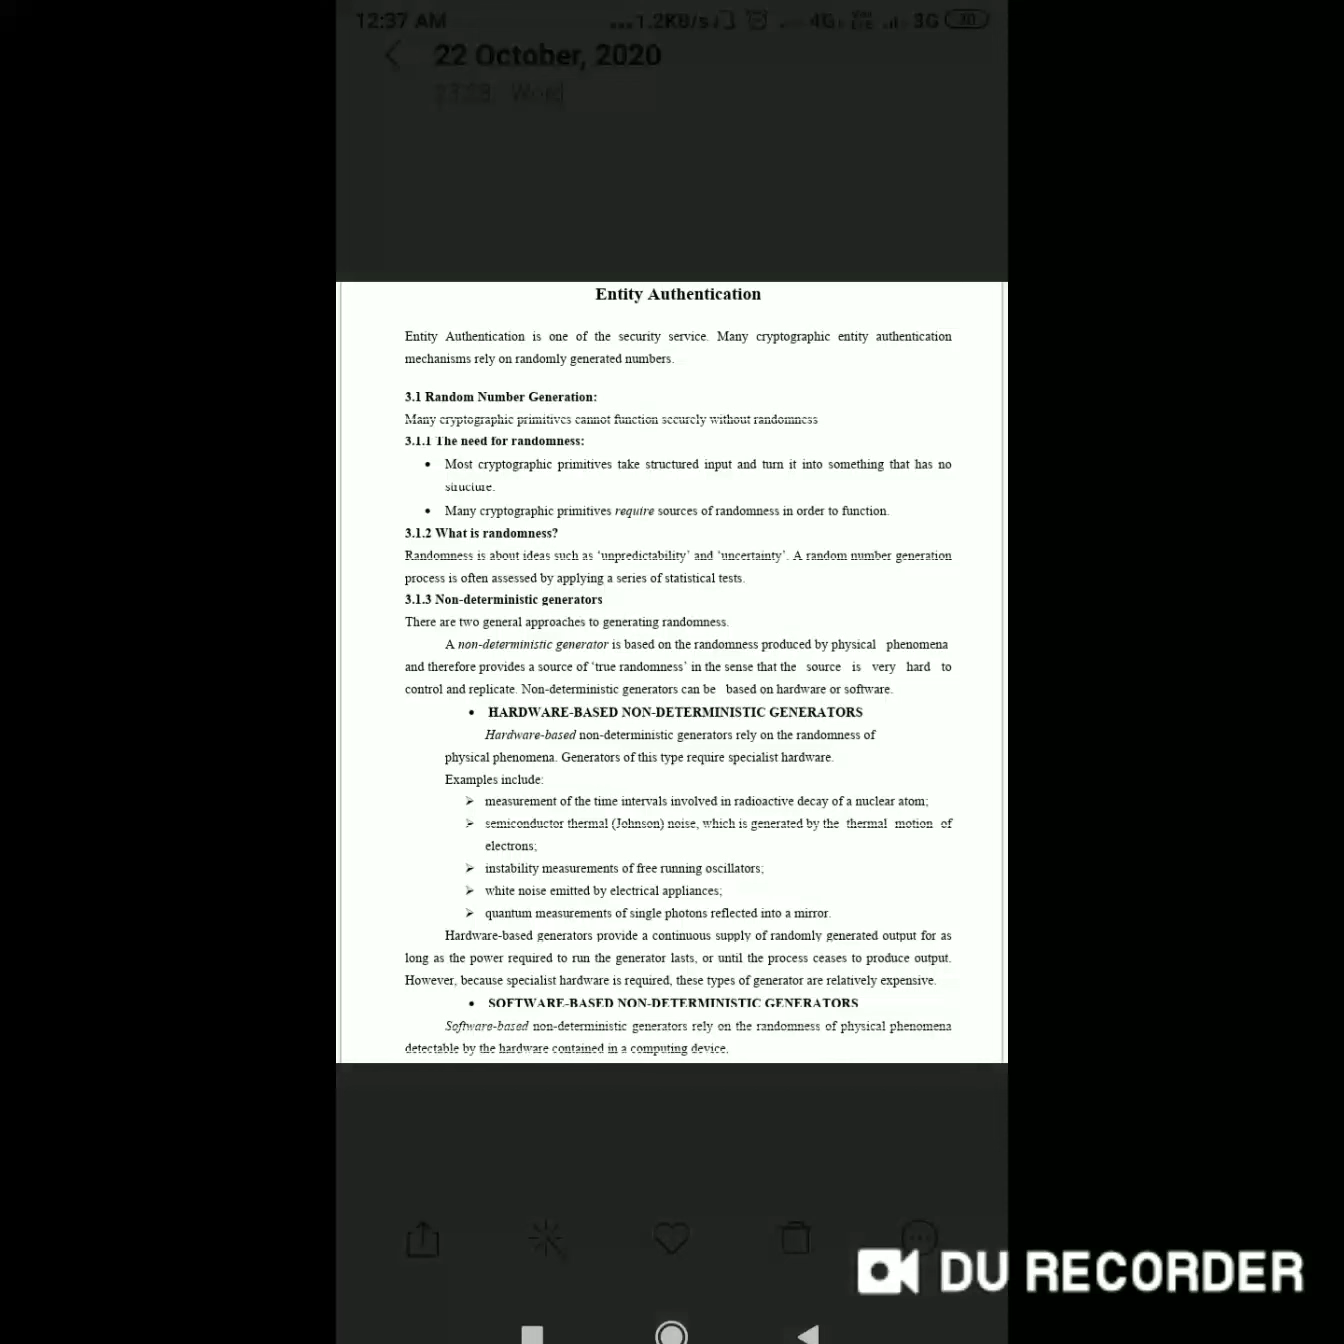 12:37 AM ...1.2KB/s 4G 3G 30
22 October, 2020
23:28 Word
Entity Authentication
Entity Authentication is one of the security service. Many cryptographic entity authentication
mechanisms rely on randomly generated numbers.
3.1 Random Number Generation:
Many cryptographic primitives cannot function securely without randomness
3.1.1 The need for randomness:
• Most cryptographic primitives take structured input and turn it into something that has no
structure.
• Many cryptographic primitives require sources of randomness in order to function.
3.1.2 What is randomness?
Randomness is about ideas such as ‘unpredictability’ and ‘uncertainty’. A random number generation
process is often assessed by applying a series of statistical tests.
3.1.3 Non-deterministic generators
There are two general approaches to generating randomness.
A non-deterministic generator is based on the randomness produced by physical phenomena
and therefore provides a source of ‘true randomness’ in the sense that the source is very hard to
control and replicate. Non-deterministic generators can be based on hardware or software.
• HARDWARE-BASED NON-DETERMINISTIC GENERATORS
Hardware-based non-deterministic generators rely on the randomness of
physical phenomena. Generators of this type require specialist hardware.
Examples include:
➢ measurement of the time intervals involved in radioactive decay of a nuclear atom;
➢ semiconductor thermal (Johnson) noise, which is generated by the thermal motion of
electrons;
➢ instability measurements of free running oscillators;
➢ white noise emitted by electrical appliances;
➢ quantum measurements of single photons reflected into a mirror.
Hardware-based generators provide a continuous supply of randomly generated output for as
long as the power required to run the generator lasts, or until the process ceases to produce output.
However, because specialist hardware is required, these types of generator are relatively expensive.
• SOFTWARE-BASED NON-DETERMINISTIC GENERATORS
Software-based non-deterministic generators rely on the randomness of physical phenomena
detectable by the hardware contained in a computing device.
DU RECORDER